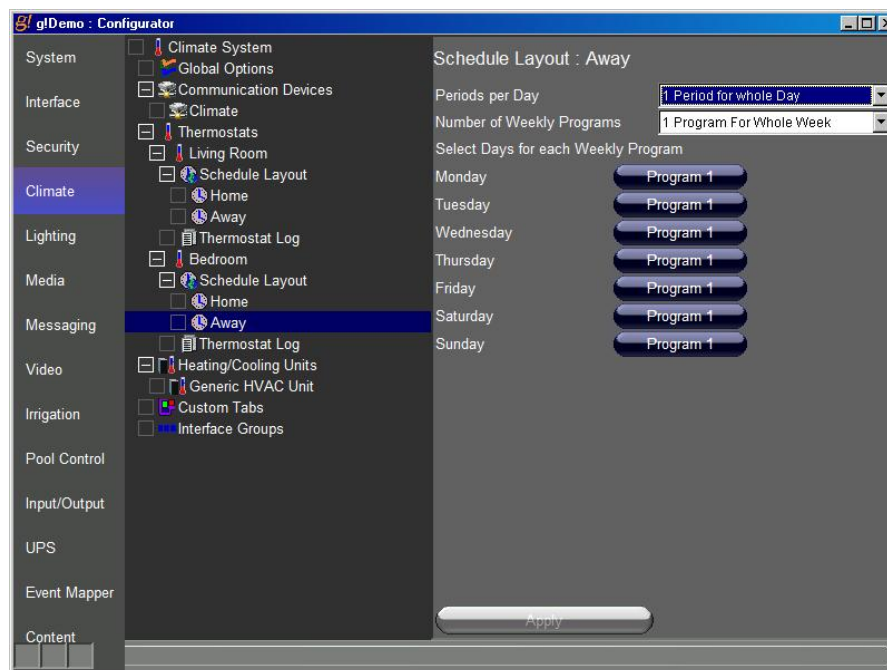 g! g!Demo : Configurator
System
Interface
Security
Climate
Lighting
Media
Messaging
Video
Irrigation
Pool Control
Input/Output
UPS
Event Mapper
Content
Climate System
Global Options
Communication Devices
Climate
Thermostats
Living Room
Schedule Layout
Home
Away
Thermostat Log
Bedroom
Schedule Layout
Home
Away
Thermostat Log
Heating/Cooling Units
Generic HVAC Unit
Custom Tabs
Interface Groups
Schedule Layout : Away
Periods per Day 1 Period for whole Day
Number of Weekly Programs 1 Program For Whole Week
Select Days for each Weekly Program
Monday Program 1
Tuesday Program 1
Wednesday Program 1
Thursday Program 1
Friday Program 1
Saturday Program 1
Sunday Program 1
Apply